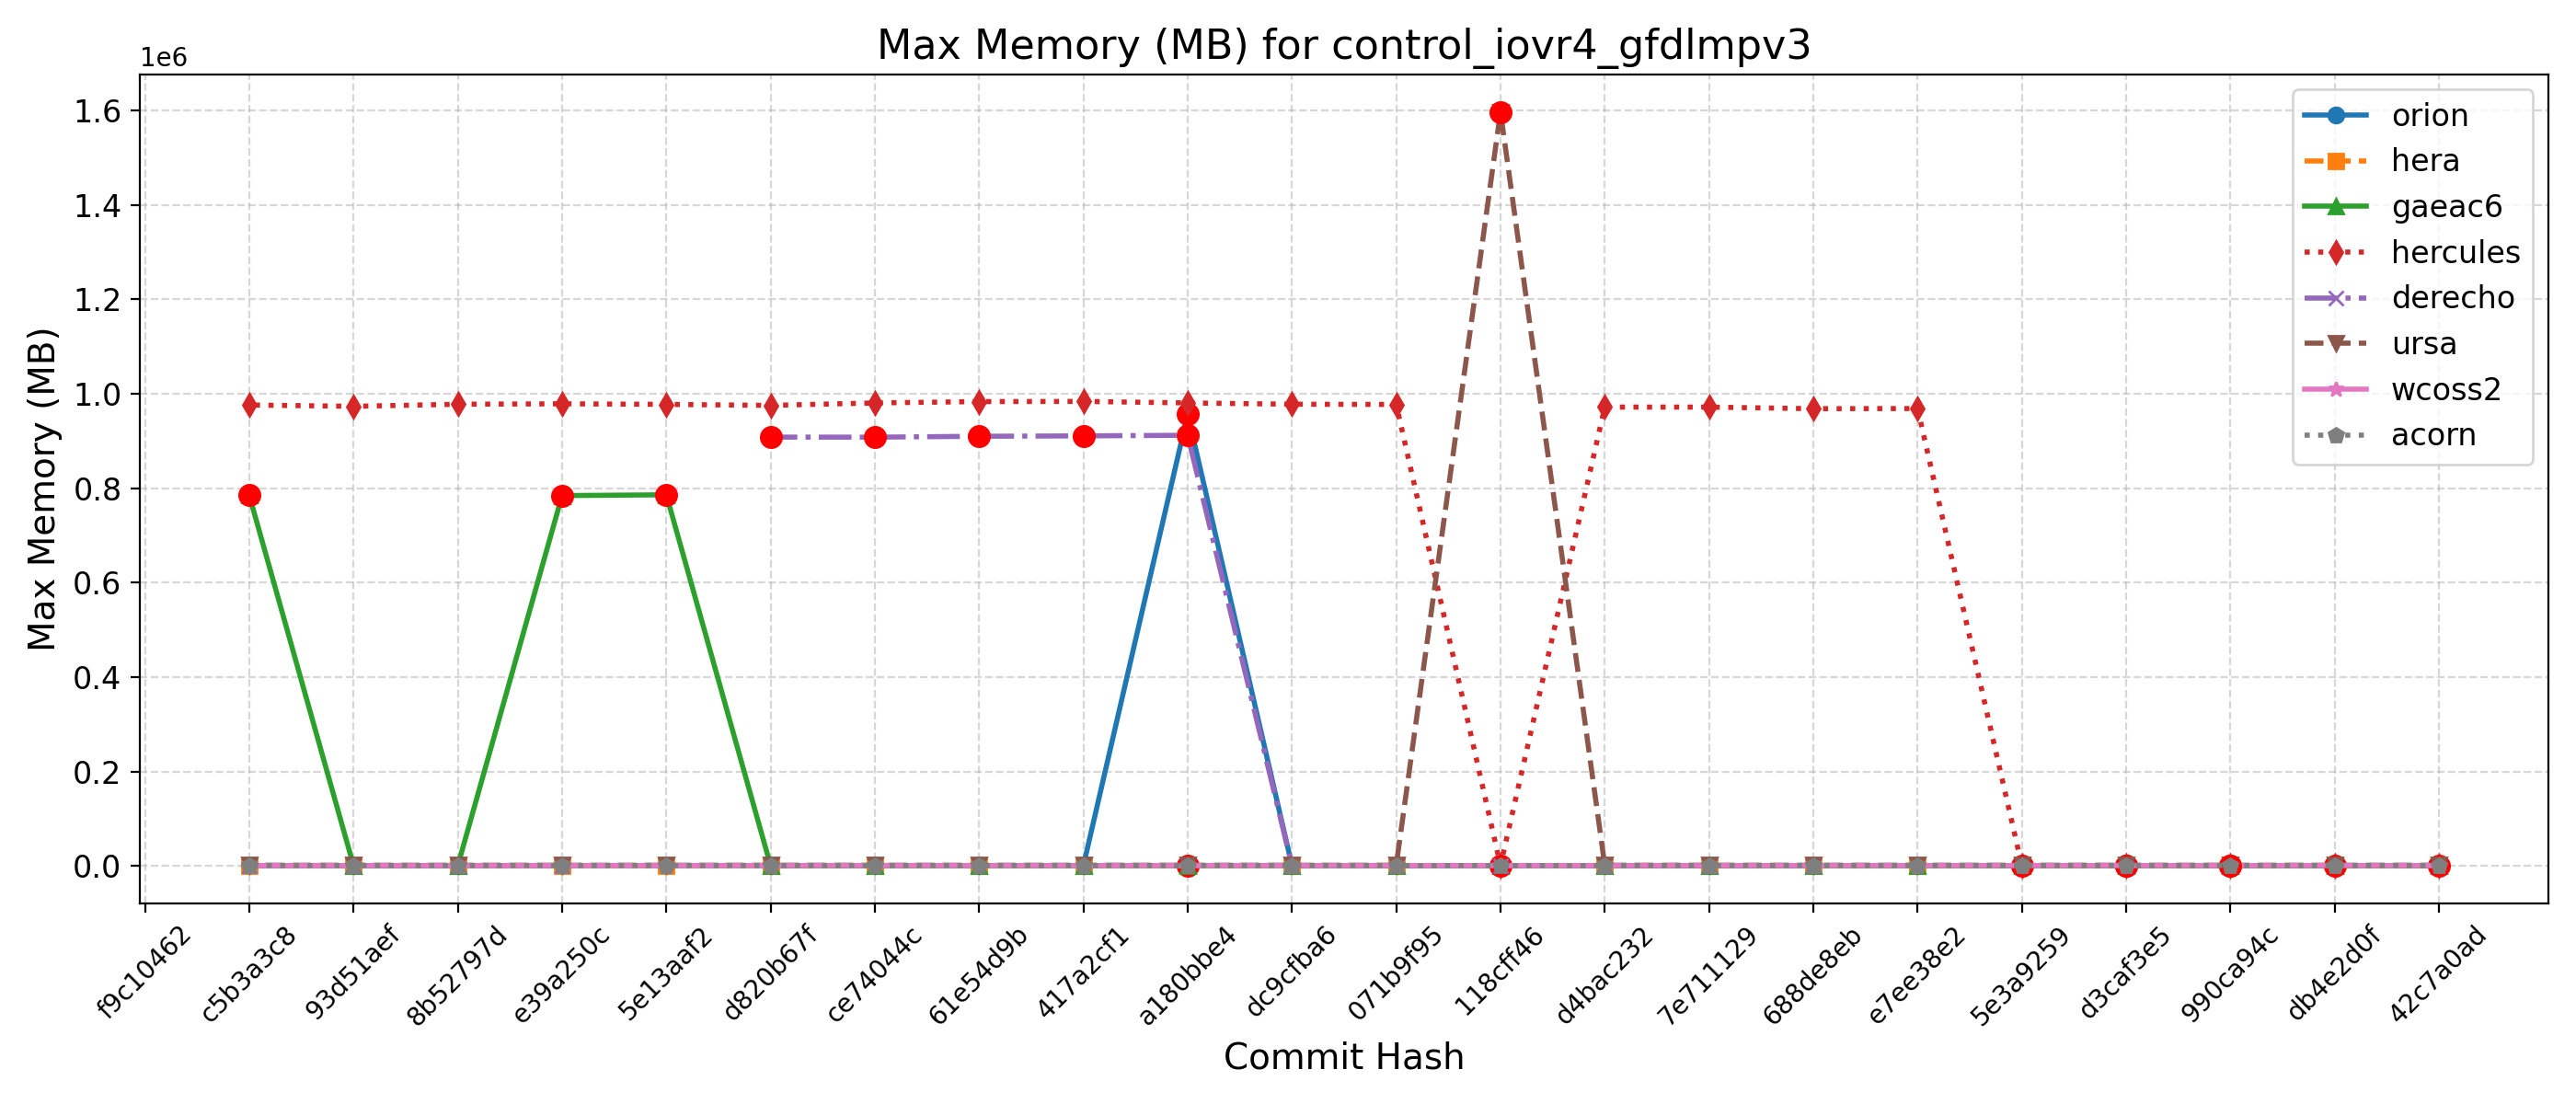 Max Memory (MB) for control_iovr4_gfdlmpv3
1e6
1.6
1.4
1.2
1.0
0.8
0.6
0.4
0.2
0.0
Max Memory (MB)
orion
hera
gaeac6
hercules
derecho
ursa
wcoss2
acorn
f9c10462
c5b3a3c8
93d51aef
8b52797d
e39a250c
5e13aaf2
d820b67f
ce74044c
61e54d9b
417a2cf1
a180bbe4
dc9cfba6
071b9f95
118cff46
d4bac232
7e711129
688de8eb
e7ee38e2
5e3a9259
d3caf3e5
990ca94c
db4e2d0f
42c7a0ad
Commit Hash